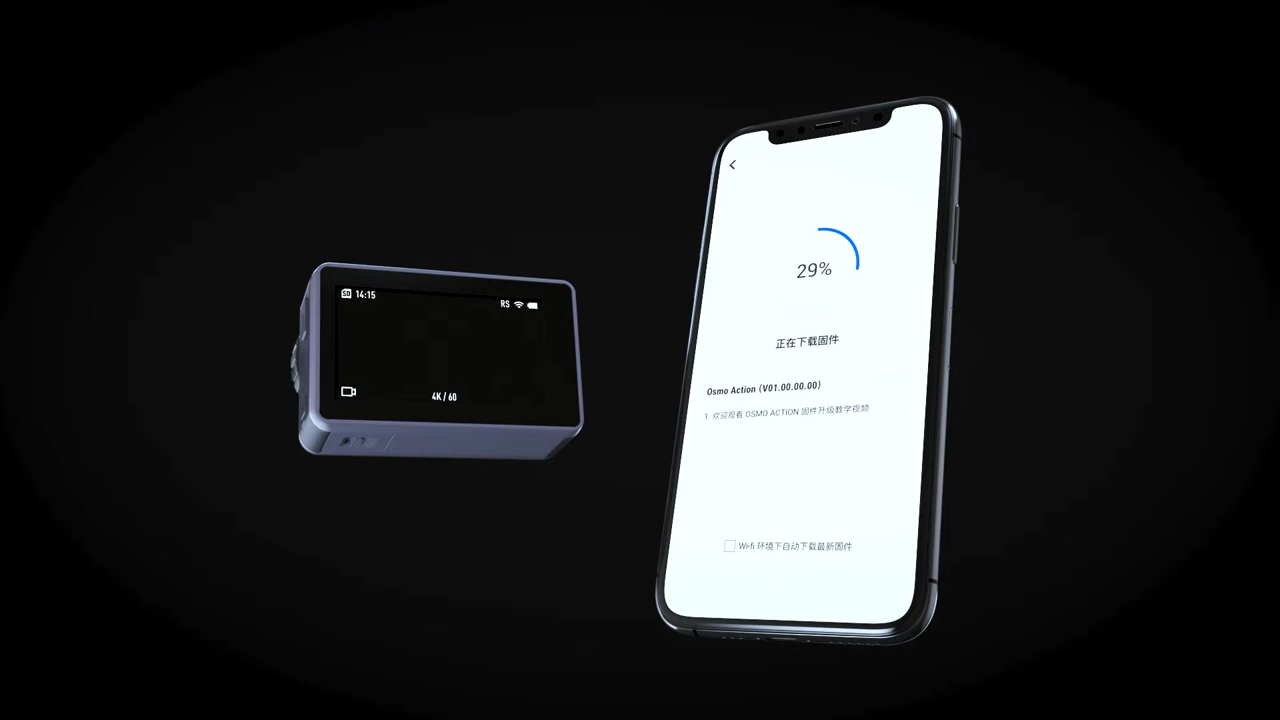 SD 14:15
RS
4K / 60
29%
正在下载固件
Osmo Action (V01.00.00.00)
1. 欢迎观看 OSMO ACTION 固件升级教学视频
Wi-fi 环境下自动下载最新固件